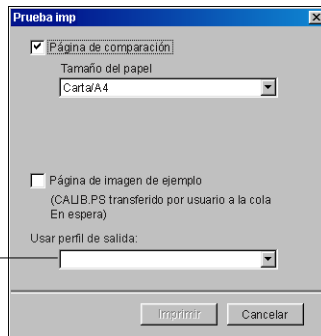 Prueba imp
Página de comparación
Tamaño del papel
Carta/A4
Página de imagen de ejemplo
(CALIB.PS transferido por usuario a la cola
En espera)
Usar perfil de salida:
Imprimir
Cancelar